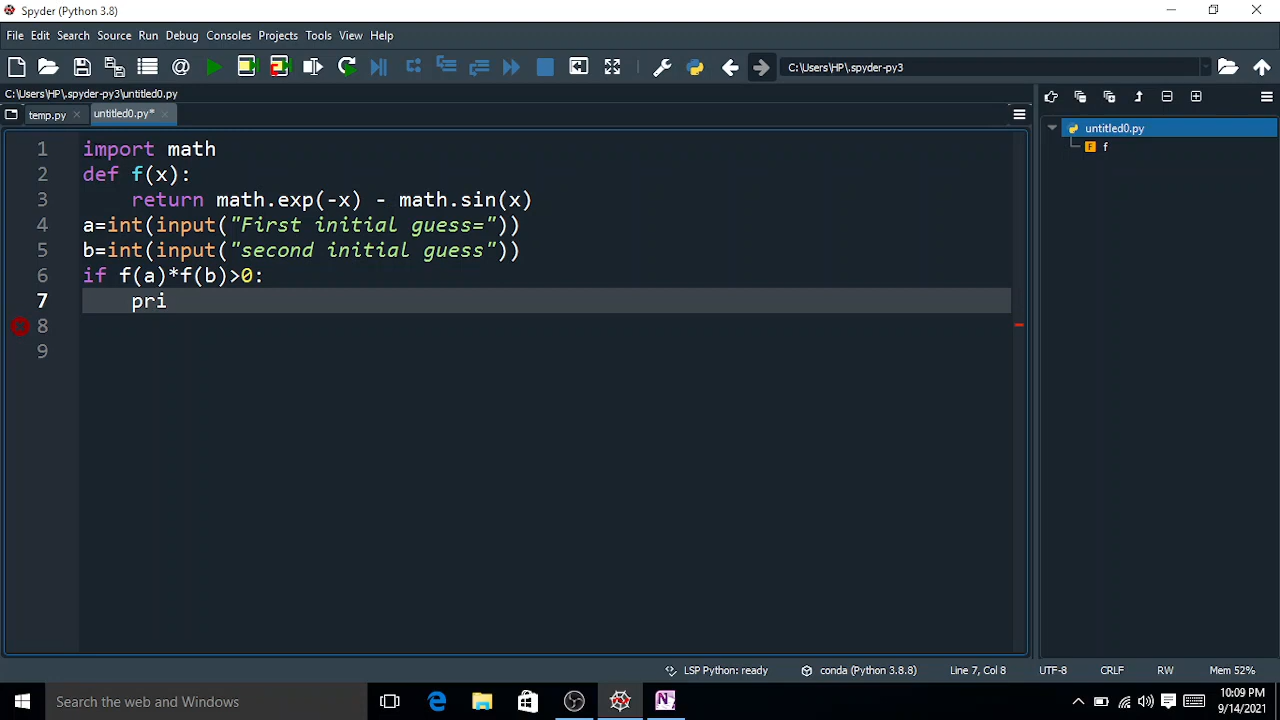 Spyder (Python 3.8)
File Edit Search Source Run Debug Consoles Projects Tools View Help
C:\Users\HP\.spyder-py3
C:\Users\HP\.spyder-py3\untitled0.py
temp.py untitled0.py*
1 import math
2 def f(x):
3 return math.exp(-x) - math.sin(x)
4 a=int(input("First initial guess="))
5 b=int(input("second initial guess"))
6 if f(a)*f(b)>0:
7 pri
8
9
untitled0.py
F f
LSP Python: ready conda (Python 3.8.8) Line 7, Col 8 UTF-8 CRLF RW Mem 52%
Search the web and Windows
10:09 PM
9/14/2021